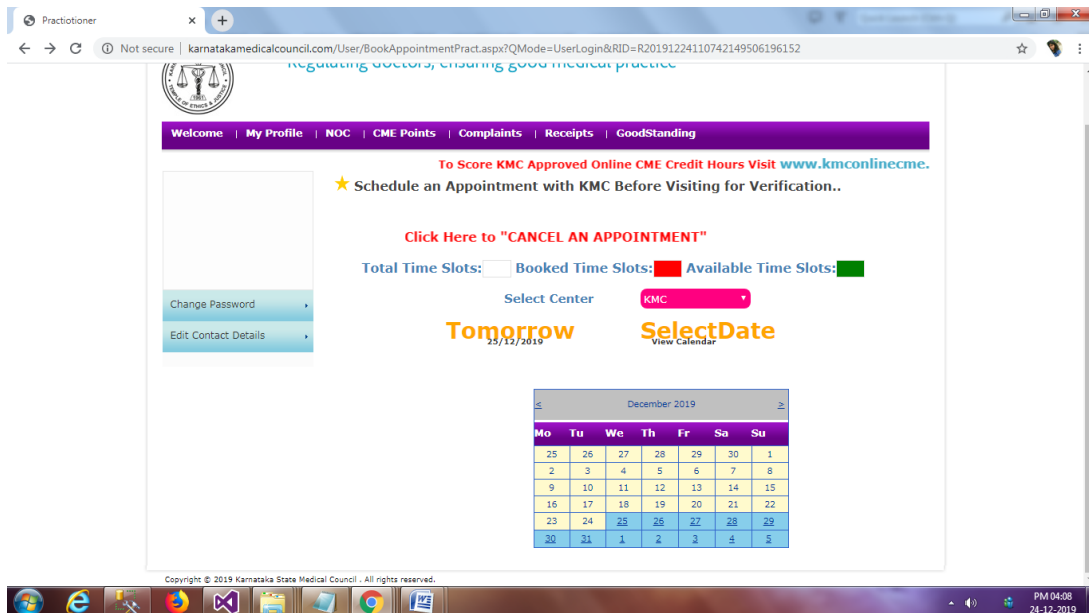 Practiotioner
Not secure | karnatakamedicalcouncil.com/User/BookAppointmentPract.aspx?QMode=UserLogin&RID=R20191224110742149506196152
Regulating doctors, ensuring good medical practice
Welcome | My Profile | NOC | CME Points | Complaints | Receipts | GoodStanding
To Score KMC Approved Online CME Credit Hours Visit www.kmconlinecme.
Schedule an Appointment with KMC Before Visiting for Verification..
Click Here to "CANCEL AN APPOINTMENT"
Total Time Slots: Booked Time Slots: Available Time Slots:
Change Password
Edit Contact Details
Select Center KMC
Tomorrow SelectDate
25/12/2019 View Calendar
< December 2019 >
Mo Tu We Th Fr Sa Su
25 26 27 28 29 30 1
2 3 4 5 6 7 8
9 10 11 12 13 14 15
16 17 18 19 20 21 22
23 24 25 26 27 28 29
30 31 1 2 3 4 5
Copyright © 2019 Karnataka State Medical Council . All rights reserved.
PM 04:08
24-12-2019